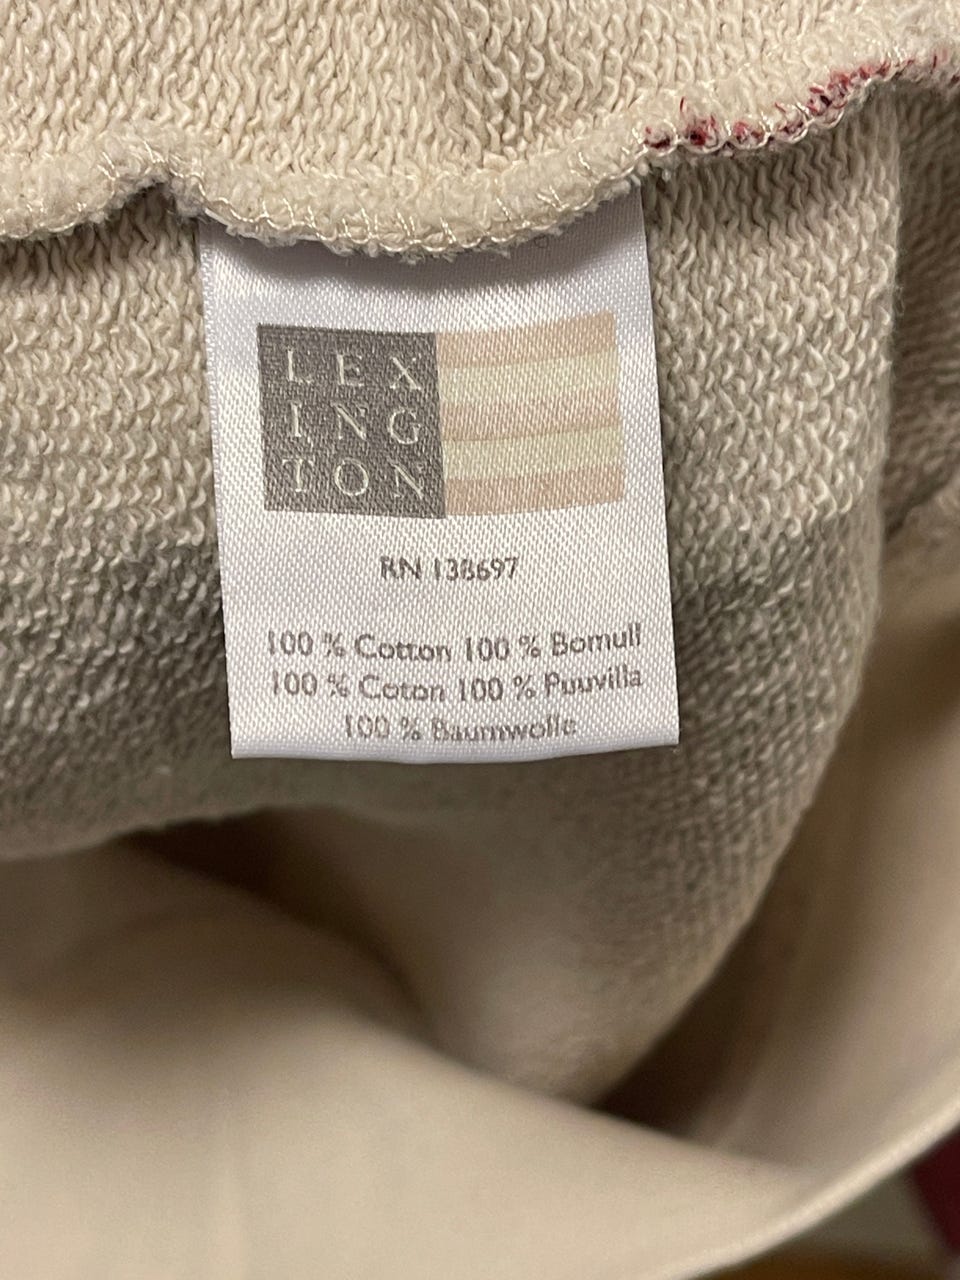 LEX
ING
TON
RN 138697
100 % Cotton 100 % Bomull
100 % Coton 100 % Puuvilla
100 % Baumwolle